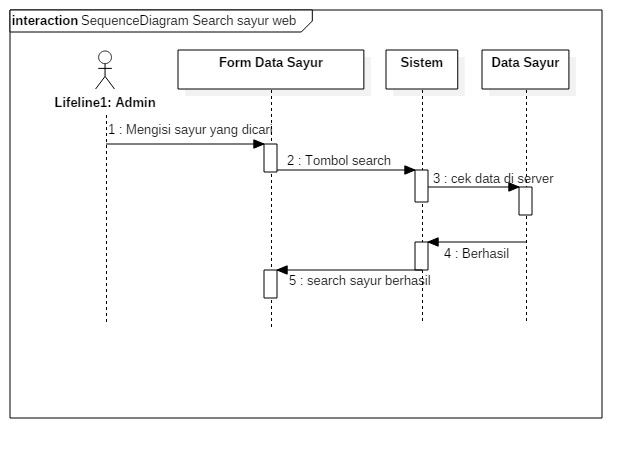 interaction SequenceDiagram Search sayur web
Form Data Sayur
Sistem
Data Sayur
Lifeline1: Admin
1 : Mengisi sayur yang dicari
2 : Tombol search
3 : cek data di server
4 : Berhasil
5 : search sayur berhasil